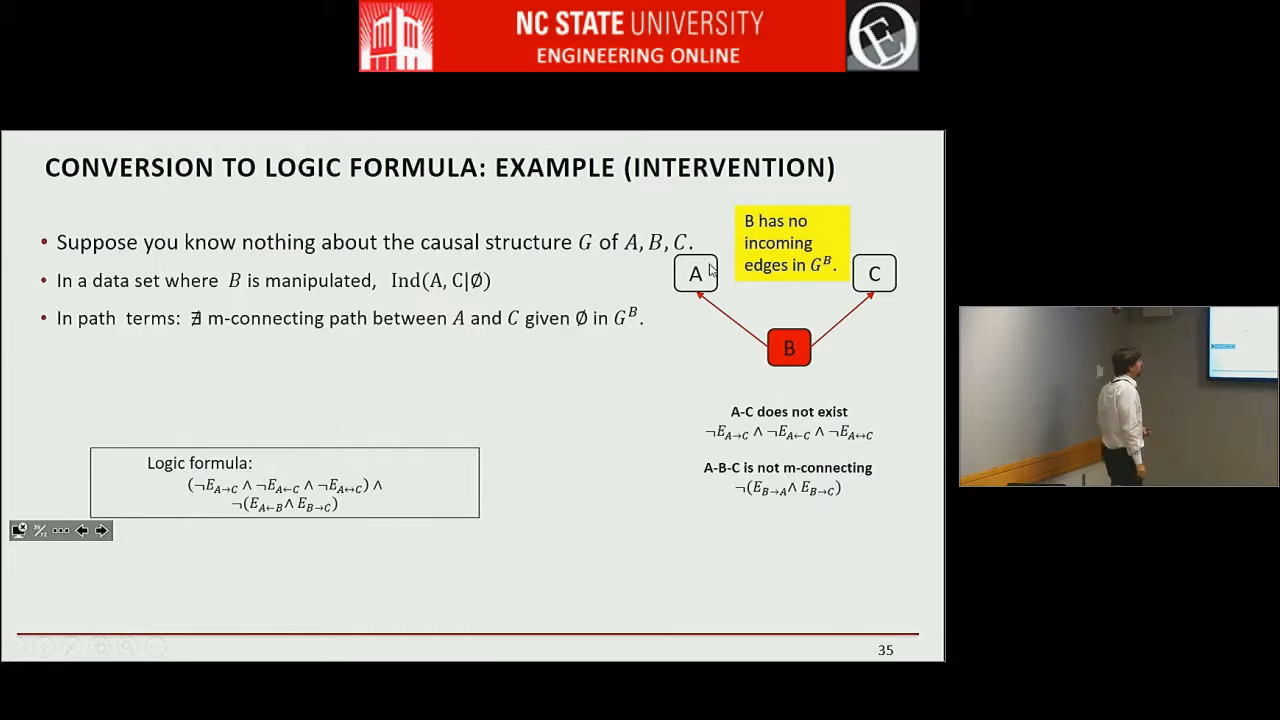 NC STATE UNIVERSITY
ENGINEERING ONLINE
CONVERSION TO LOGIC FORMULA: EXAMPLE (INTERVENTION)
• Suppose you know nothing about the causal structure G of A, B, C.
• In a data set where B is manipulated, Ind(A, C|∅)
• In path terms: ∄ m-connecting path between A and C given ∅ in G^B.
B has no
incoming
edges in G^B.
A
C
B
A-C does not exist
¬E_{A→C} ∧ ¬E_{A←C} ∧ ¬E_{A↔C}
A-B-C is not m-connecting
¬(E_{B→A} ∧ E_{B→C})
Logic formula:
(¬E_{A→C} ∧ ¬E_{A←C} ∧ ¬E_{A↔C}) ∧
¬(E_{A←B} ∧ E_{B→C})
35